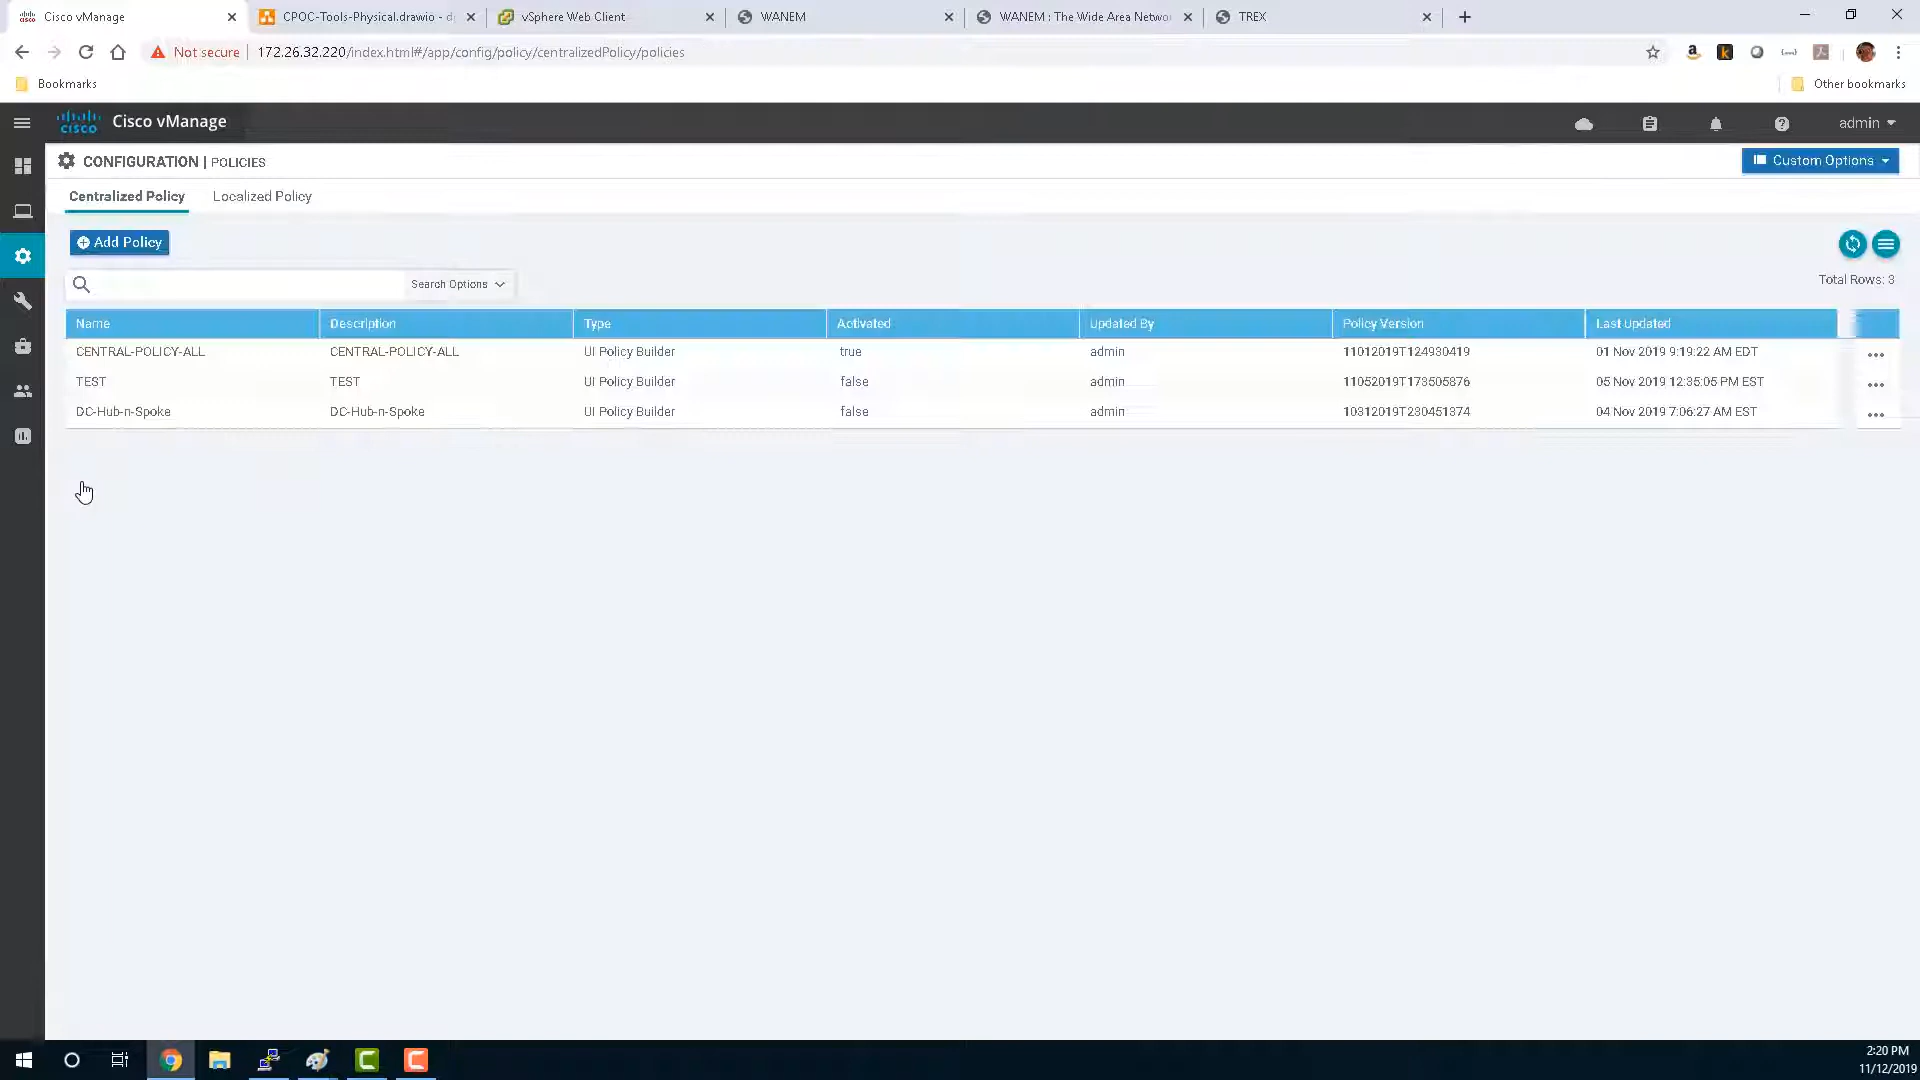 Cisco vManage
CPOC-Tools-Physical.drawio - d
vSphere Web Client
WANEM
WANEM : The Wide Area Netwo
TREX
Not secure
172.26.32.220/index.html#/app/config/policy/centralizedPolicy/policies
Bookmarks
Other bookmarks
cisco
Cisco vManage
admin
CONFIGURATION | POLICIES
Custom Options
Centralized Policy
Localized Policy
Add Policy
Search Options
Total Rows: 3
Name Description Type Activated Updated By Policy Version Last Updated
CENTRAL-POLICY-ALL CENTRAL-POLICY-ALL UI Policy Builder true admin 11012019T124930419 01 Nov 2019 9:19:22 AM EDT
TEST TEST UI Policy Builder false admin 11052019T173505876 05 Nov 2019 12:35:05 PM EST
DC-Hub-n-Spoke DC-Hub-n-Spoke UI Policy Builder false admin 10312019T230451374 04 Nov 2019 7:06:27 AM EST
2:20 PM
11/12/2019